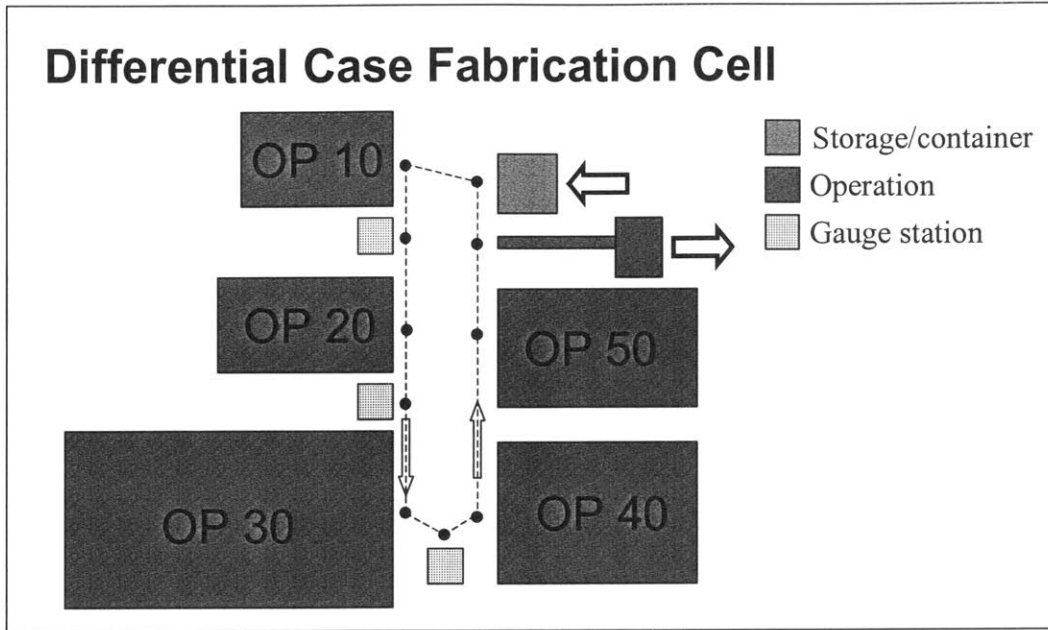 Differential Case Fabrication Cell
OP 10
Storage/container
Operation
Gauge station
OP 20
OP 50
OP 30
OP 40